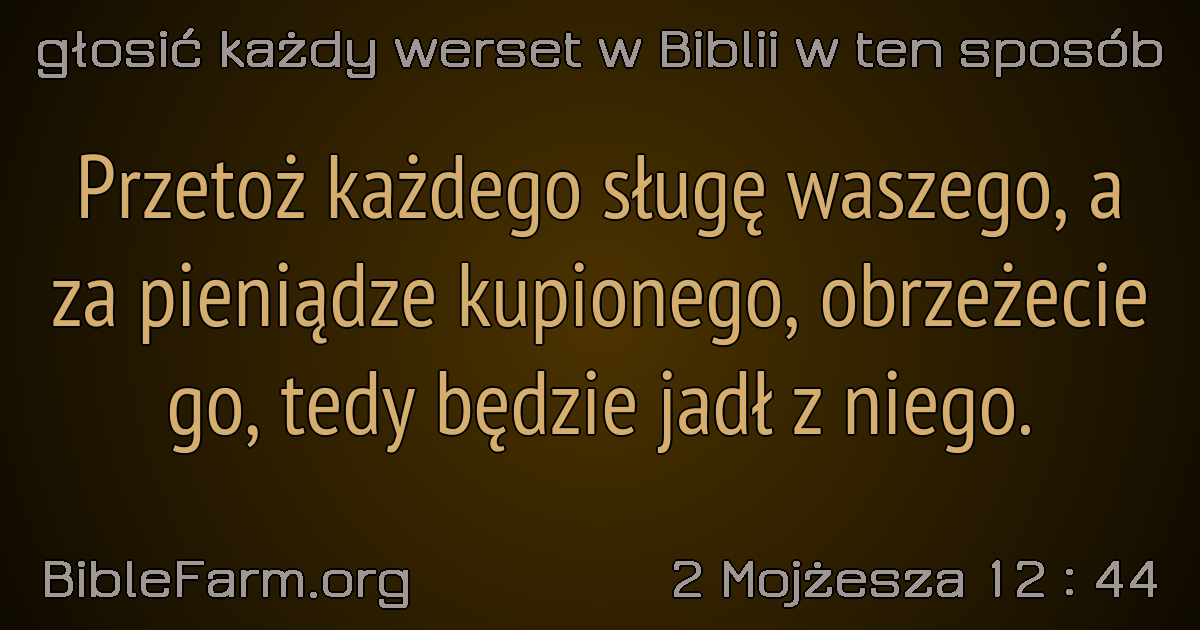 głosić każdy werset w Biblii w ten sposób
Przetoż każdego sługę waszego, a
za pieniądze kupionego, obrzeżecie
go, tedy będzie jadł z niego.
BibleFarm.org
2 Mojżesza 12 : 44